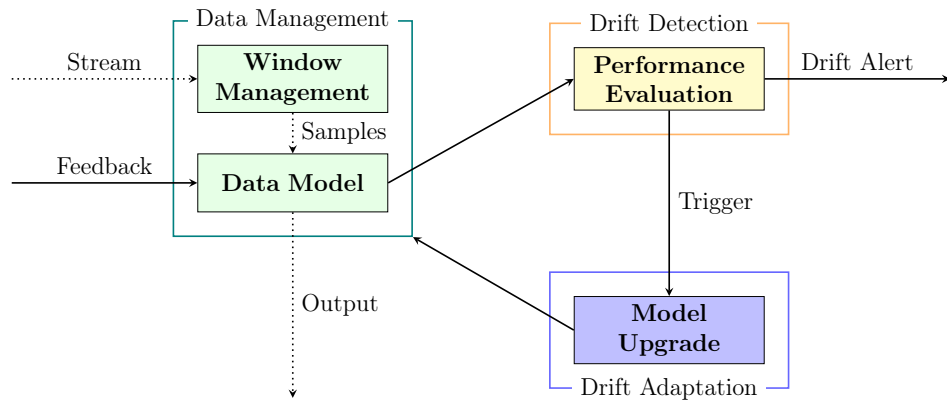 Data Management
Drift Detection
Stream
Window
Management
Performance
Evaluation
Drift Alert
Samples
Feedback
Data Model
Trigger
Output
Model
Upgrade
Drift Adaptation